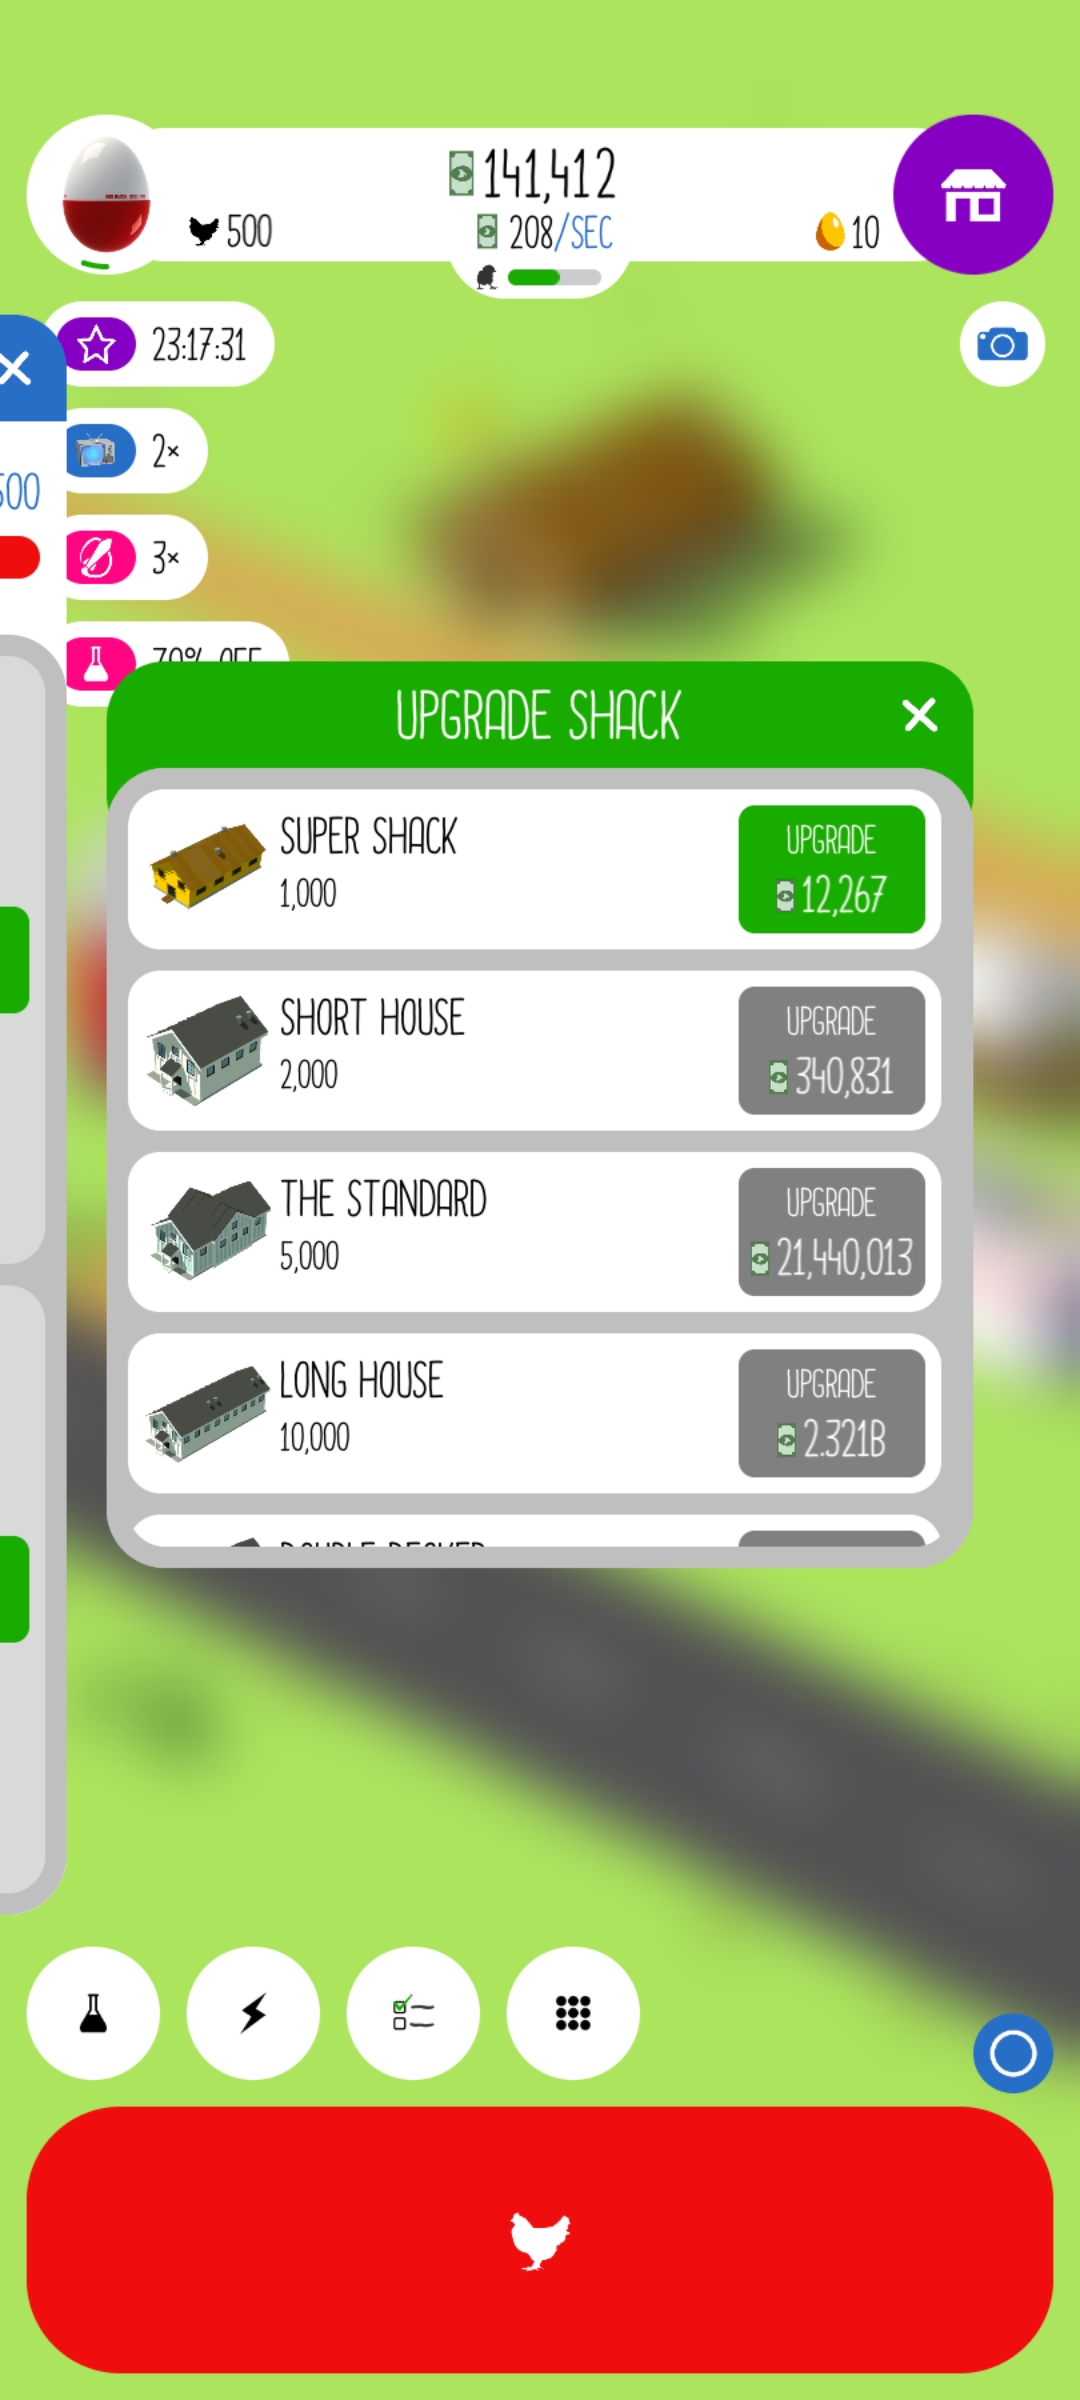 141,412
500
208/SEC
10
23:17:31
2×
500
3×
70% OFF
UPGRADE SHACK
SUPER SHACK
1,000
UPGRADE
12,267
SHORT HOUSE
2,000
UPGRADE
340,831
THE STANDARD
5,000
UPGRADE
21,440,013
LONG HOUSE
10,000
UPGRADE
2.321B
DOUBLE DECKER